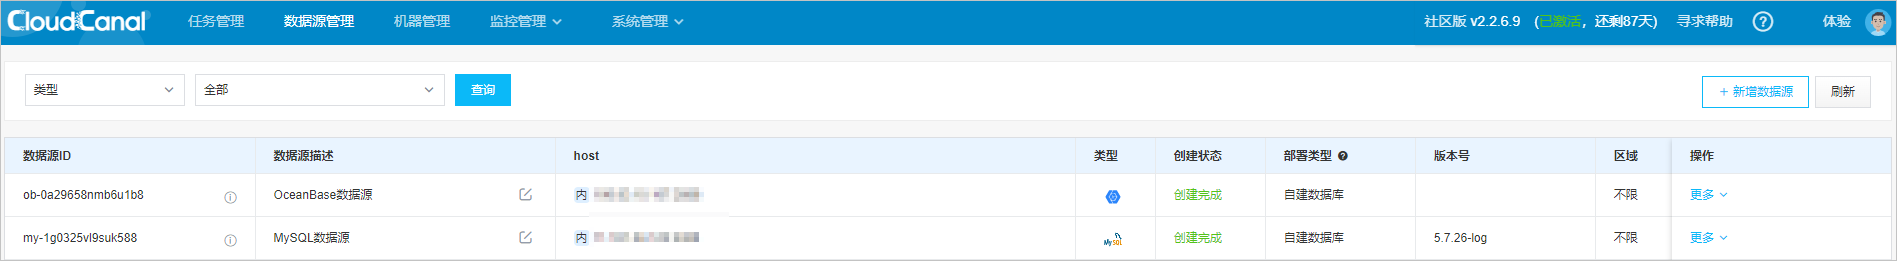 CloudCanal 任务管理 数据源管理 机器管理 监控管理 系统管理 社区版 v2.2.6.9 (已激活，还剩87天) 寻求帮助 ? 体验
类型 全部 查询 + 新增数据源 刷新
数据源ID 数据源描述 host 类型 创建状态 部署类型 ? 版本号 区域 操作
ob-0a29658nmb6u1b8 OceanBase数据源 内 创建完成 自建数据库 不限 更多
my-1g0325vl9suk588 MySQL数据源 内 MySQL 创建完成 自建数据库 5.7.26-log 不限 更多